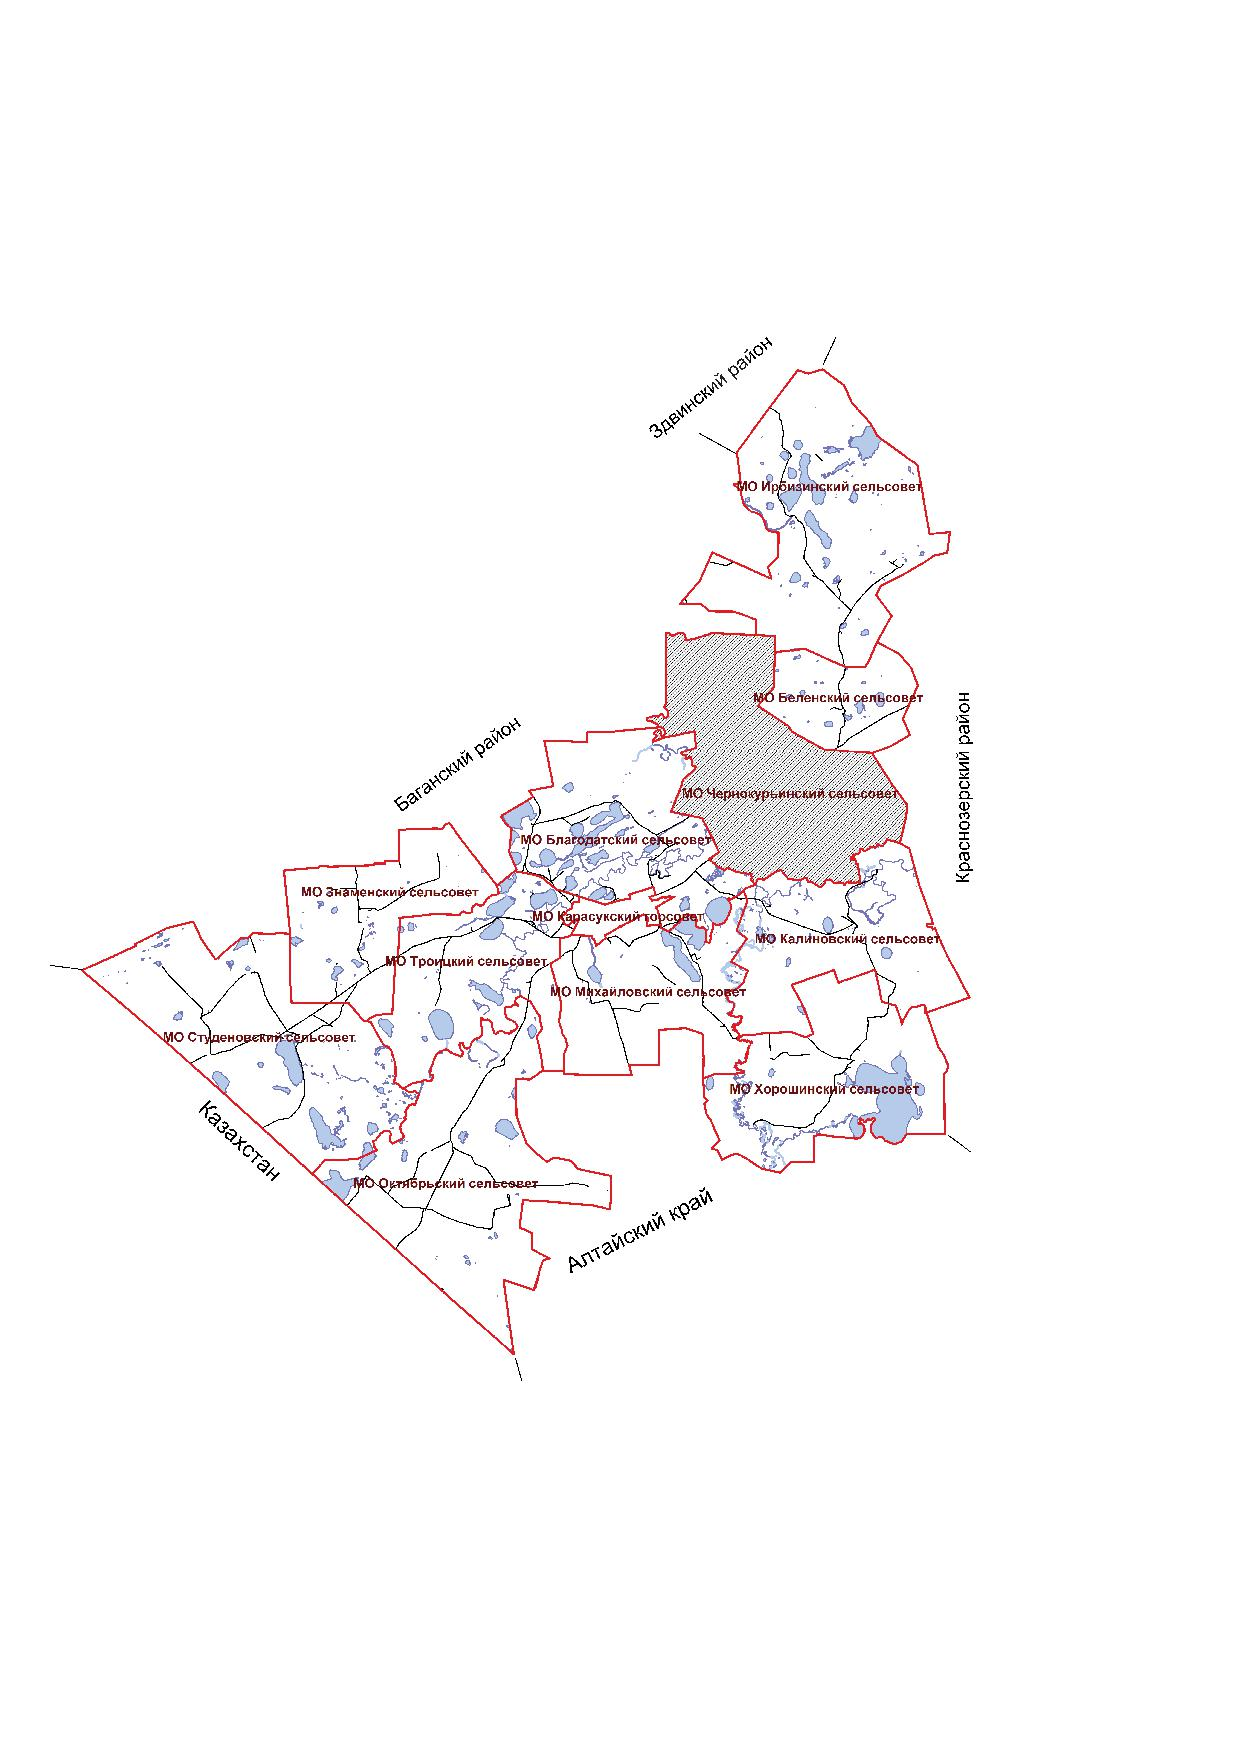 Здвинский район
МО Ирбизинский сельсовет
МО Беленский сельсовет
Краснозерский район
Баганский район
МО Чернокурьинский сельсовет
МО Благодатский сельсовет
МО Знаменский сельсовет
МО Карасукский горсовет
МО Калиновский сельсовет
МО Троицкий сельсовет
МО Михайловский сельсовет
МО Студеновский сельсовет
МО Хорошинский сельсовет
Казахстан
МО Октябрьский сельсовет
Алтайский край